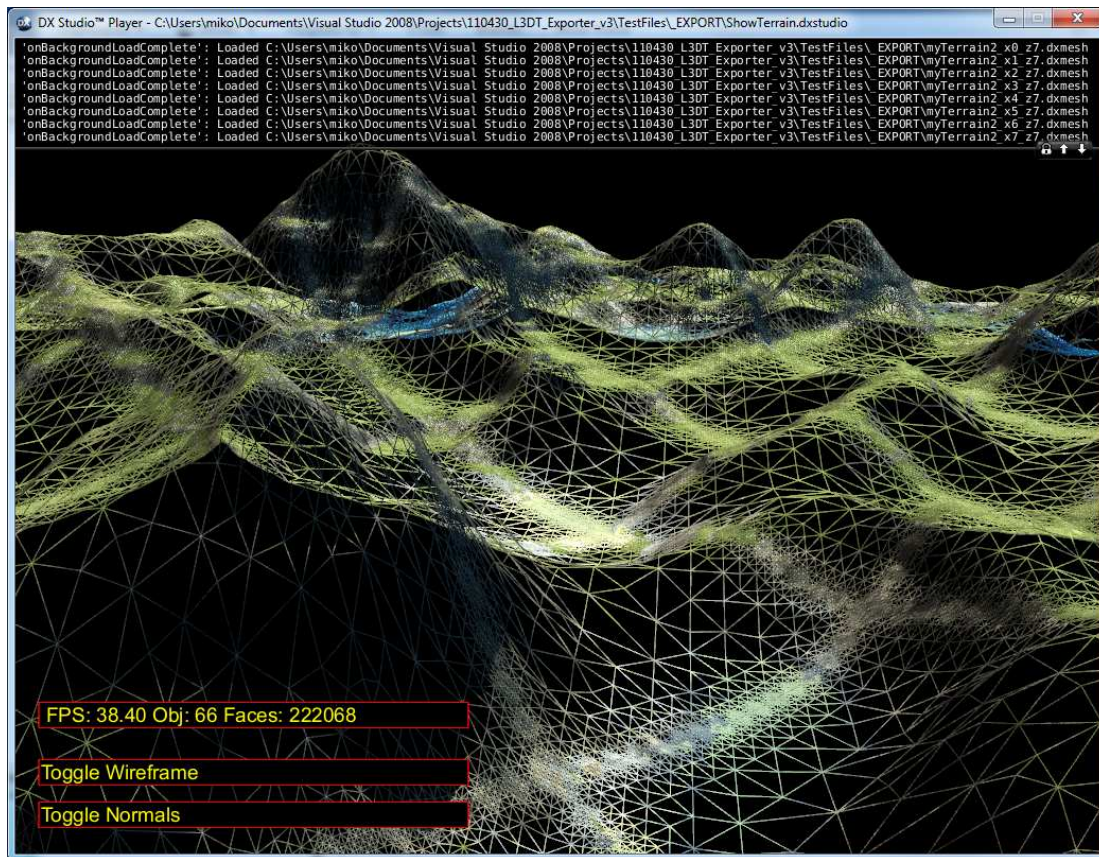 DX Studio™ Player - C:\Users\miko\Documents\Visual Studio 2008\Projects\110430_L3DT_Exporter_v3\TestFiles\_EXPORT\ShowTerrain.dxstudio
'onBackgroundLoadComplete': Loaded C:\Users\miko\Documents\Visual Studio 2008\Projects\110430_L3DT_Exporter_v3\TestFiles\_EXPORT\myTerrain2_x0_z7.dxmesh
'onBackgroundLoadComplete': Loaded C:\Users\miko\Documents\Visual Studio 2008\Projects\110430_L3DT_Exporter_v3\TestFiles\_EXPORT\myTerrain2_x1_z7.dxmesh
'onBackgroundLoadComplete': Loaded C:\Users\miko\Documents\Visual Studio 2008\Projects\110430_L3DT_Exporter_v3\TestFiles\_EXPORT\myTerrain2_x2_z7.dxmesh
'onBackgroundLoadComplete': Loaded C:\Users\miko\Documents\Visual Studio 2008\Projects\110430_L3DT_Exporter_v3\TestFiles\_EXPORT\myTerrain2_x3_z7.dxmesh
'onBackgroundLoadComplete': Loaded C:\Users\miko\Documents\Visual Studio 2008\Projects\110430_L3DT_Exporter_v3\TestFiles\_EXPORT\myTerrain2_x4_z7.dxmesh
'onBackgroundLoadComplete': Loaded C:\Users\miko\Documents\Visual Studio 2008\Projects\110430_L3DT_Exporter_v3\TestFiles\_EXPORT\myTerrain2_x5_z7.dxmesh
'onBackgroundLoadComplete': Loaded C:\Users\miko\Documents\Visual Studio 2008\Projects\110430_L3DT_Exporter_v3\TestFiles\_EXPORT\myTerrain2_x6_z7.dxmesh
'onBackgroundLoadComplete': Loaded C:\Users\miko\Documents\Visual Studio 2008\Projects\110430_L3DT_Exporter_v3\TestFiles\_EXPORT\myTerrain2_x7_z7.dxmesh
FPS: 38.40 Obj: 66 Faces: 222068
Toggle Wireframe
Toggle Normals